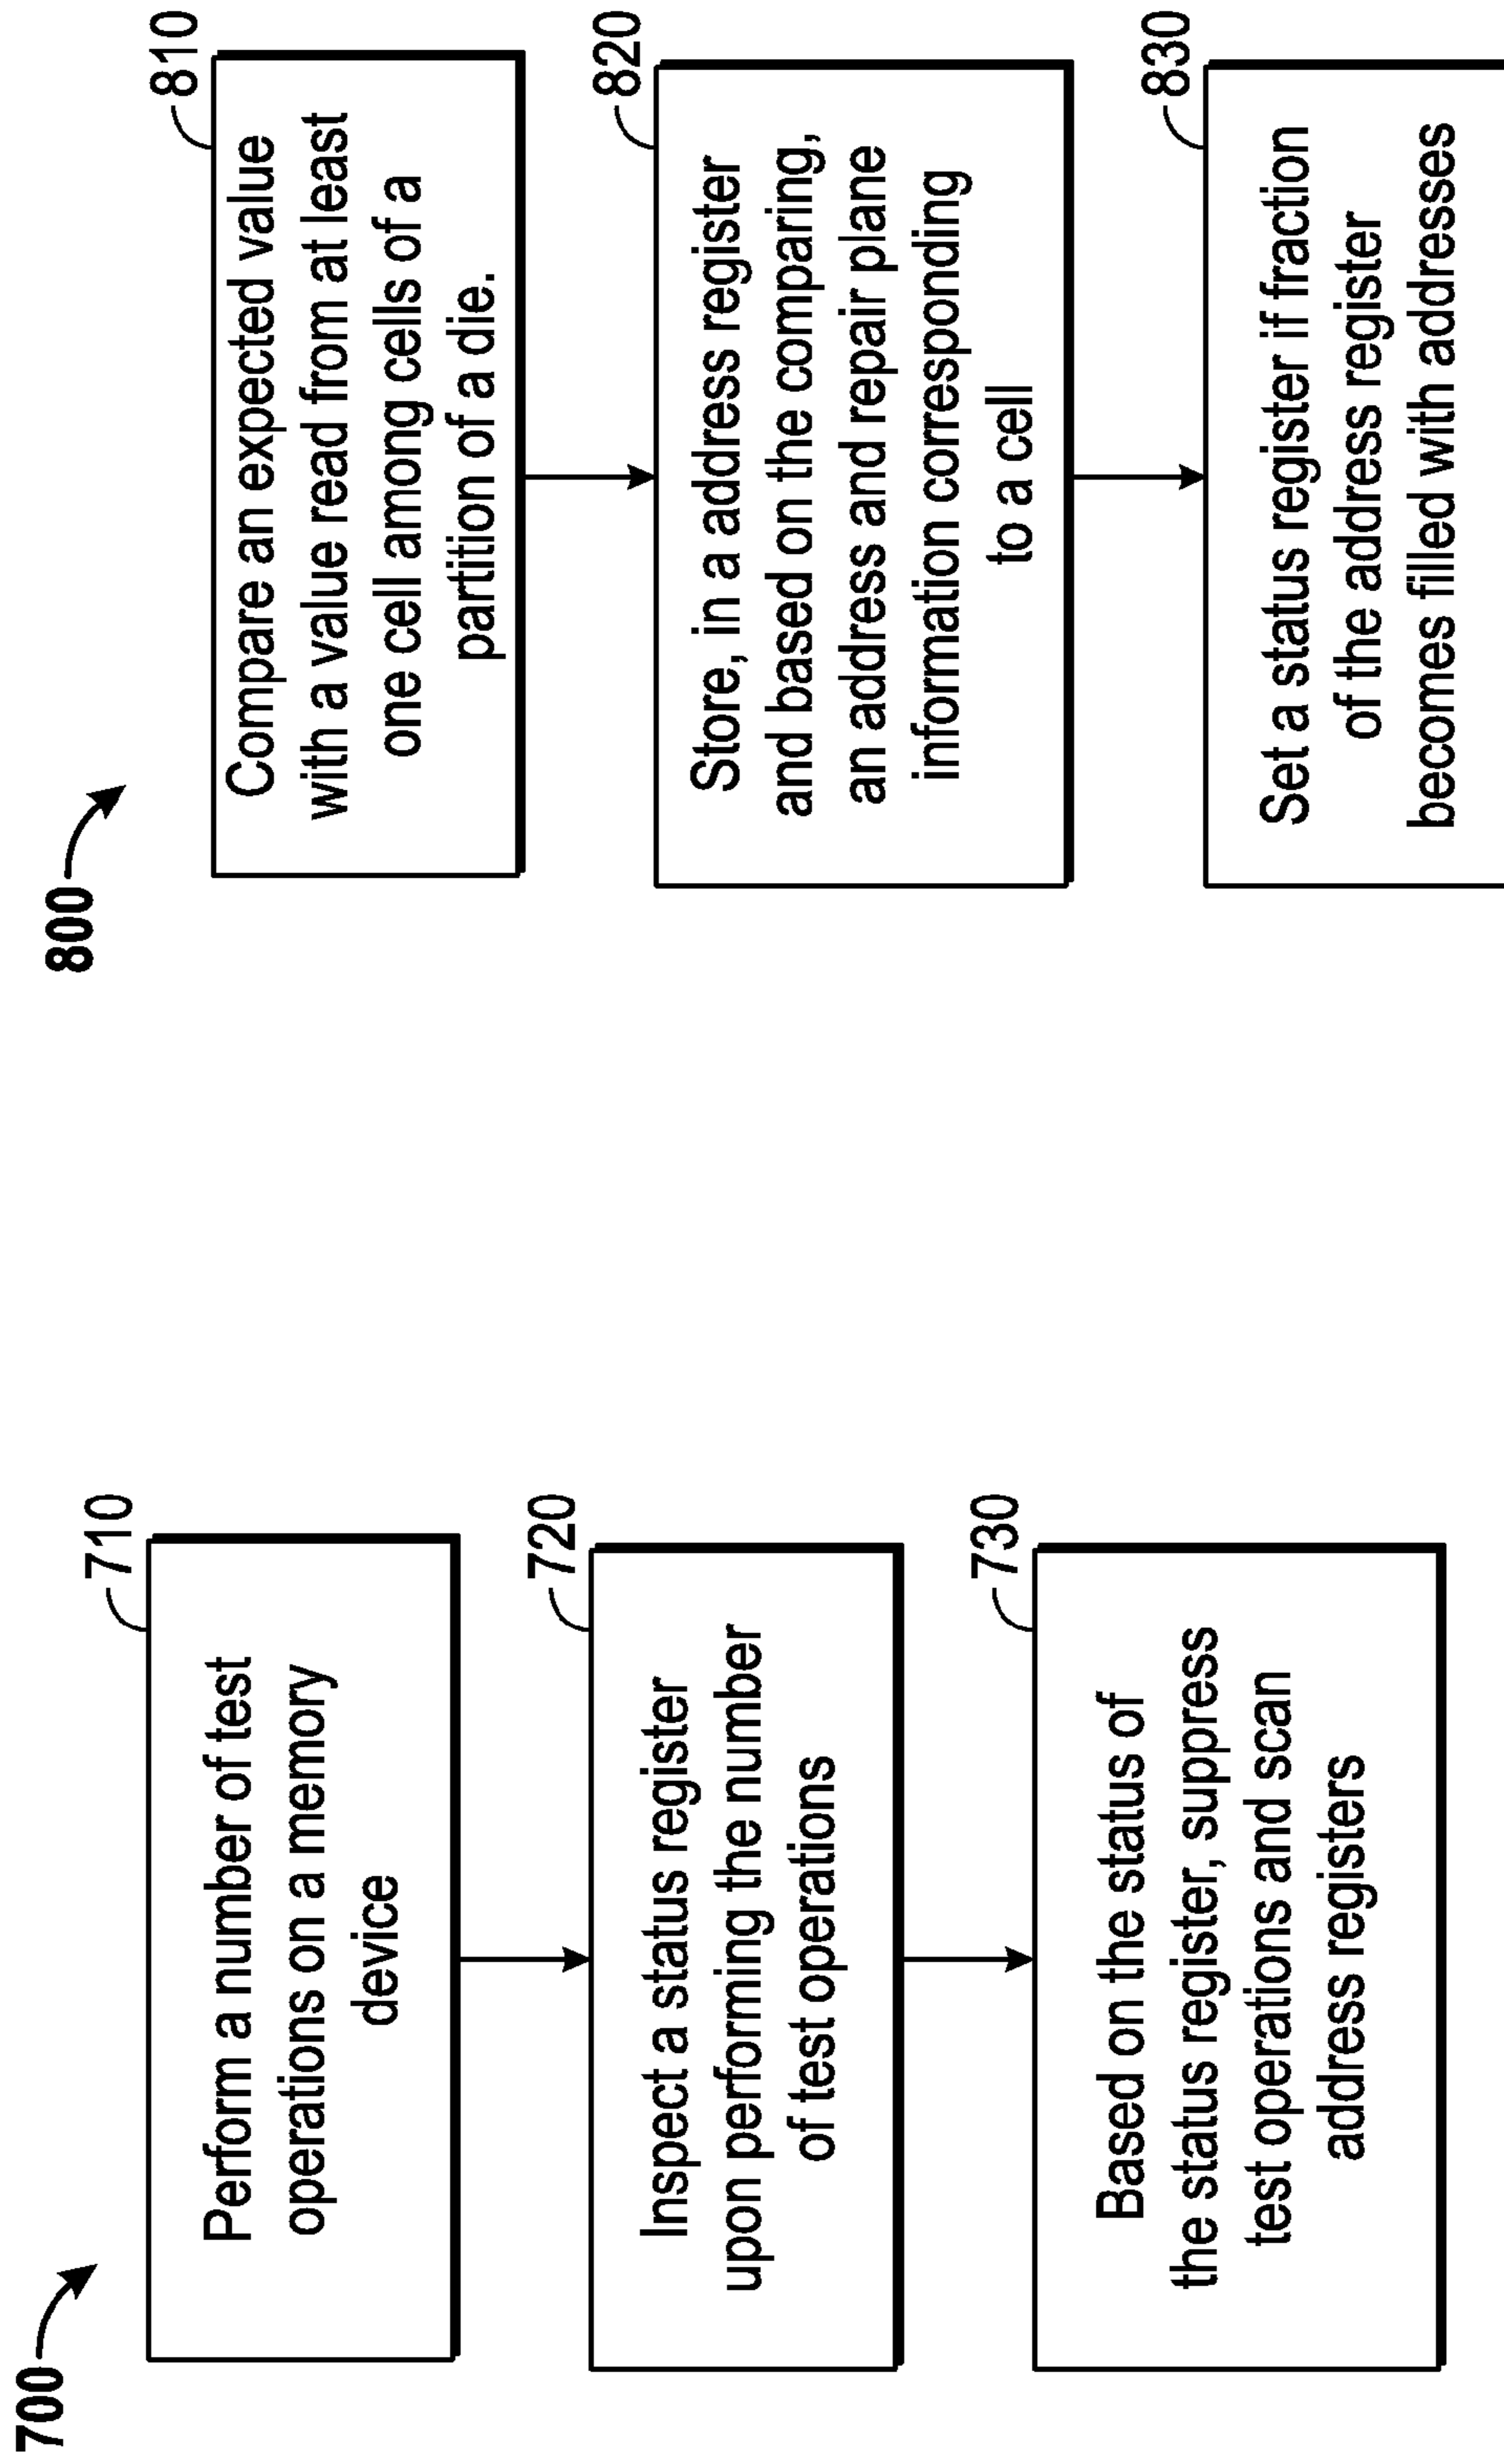 700
710
Perform a number of test
operations on a memory
device
720
Inspect a status register
upon performing the number
of test operations
730
Based on the status of
the status register, suppress
test operations and scan
address registers
800
810
Compare an expected value
with a value read from at least
one cell among cells of a
partition of a die.
820
Store, in a address register
and based on the comparing,
an address and repair plane
information corresponding
to a cell
830
Set a status register if fraction
of the address register
becomes filled with addresses